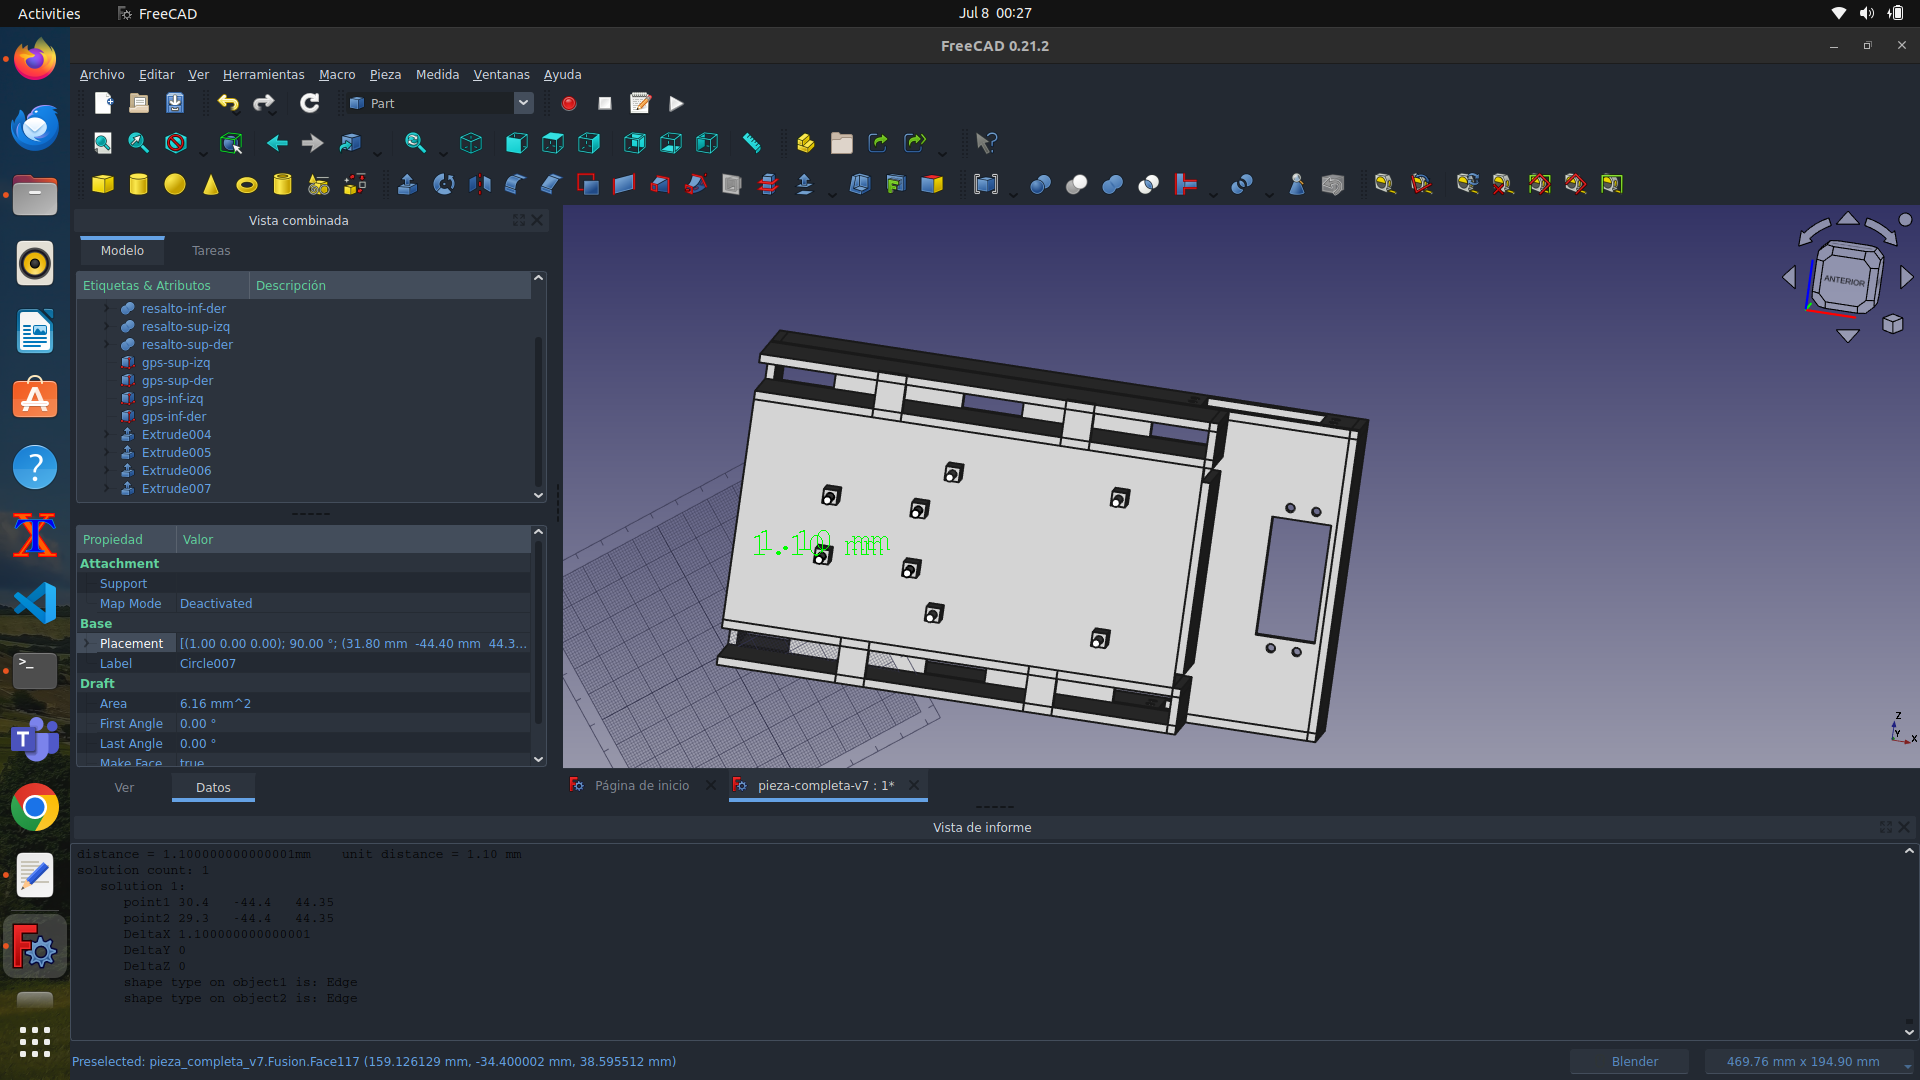 Activities
FreeCAD
Jul 8 00:27
FreeCAD 0.21.2
Archivo Editar Ver Herramientas Macro Pieza Medida Ventanas Ayuda
Part
Vista combinada
Modelo
Tareas
Etiquetas & Atributos
Descripción
resalto-inf-der
resalto-sup-izq
resalto-sup-der
gps-sup-izq
gps-sup-der
gps-inf-izq
gps-inf-der
Extrude004
Extrude005
Extrude006
Extrude007
Propiedad
Valor
Attachment
Support
Map Mode Deactivated
Base
Placement [(1.00 0.00 0.00); 90.00 °; (31.80 mm -44.40 mm 44.3...
Label Circle007
Draft
Area 6.16 mm^2
First Angle 0.00 °
Last Angle 0.00 °
Make Face true
Ver
Datos
ANTERIOR
Z
Y
X
Página de inicio
pieza-completa-v7 : 1*
Vista de informe
distance = 1.100000000000001mm unit distance = 1.10 mm
solution count: 1
solution 1:
point1 30.4 -44.4 44.35
point2 29.3 -44.4 44.35
DeltaX 1.100000000000001
DeltaY 0
DeltaZ 0
shape type on object1 is: Edge
shape type on object2 is: Edge
Preselected: pieza_completa_v7.Fusion.Face117 (159.126129 mm, -34.400002 mm, 38.595512 mm)
Blender
469.76 mm x 194.90 mm